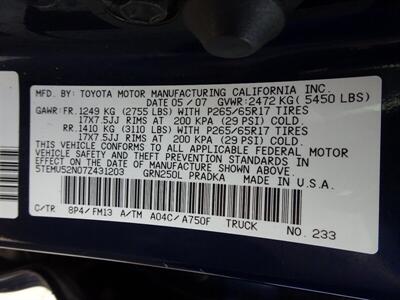 MFD. BY: TOYOTA MOTOR MANUFACTURING CALIFORNIA INC.
DATE 05/07 GVWR: 2472 KG ( 5450 LBS)
GAWR: FR. 1249 KG (2755 LBS) WITH P265/65R17 TIRES
17X7.5JJ RIMS AT 200 KPA (29 PSI) COLD.
RR. 1410 KG (3110 LBS) WITH P265/65R17 TIRES
17X7.5JJ RIMS AT 200 KPA (29 PSI) COLD.
THIS VEHICLE CONFORMS TO ALL APPLICABLE FEDERAL MOTOR
VEHICLE SAFETY AND THEFT PREVENTION STANDARDS IN
EFFECT ON THE DATE OF MANUFACTURE SHOWN ABOVE.
5TEMU52N07Z431203 GRN250L PRADKA MADE IN U.S.A.
C/TR 8P4/FM13 A/TM A04C/A750F TRUCK NO. 233